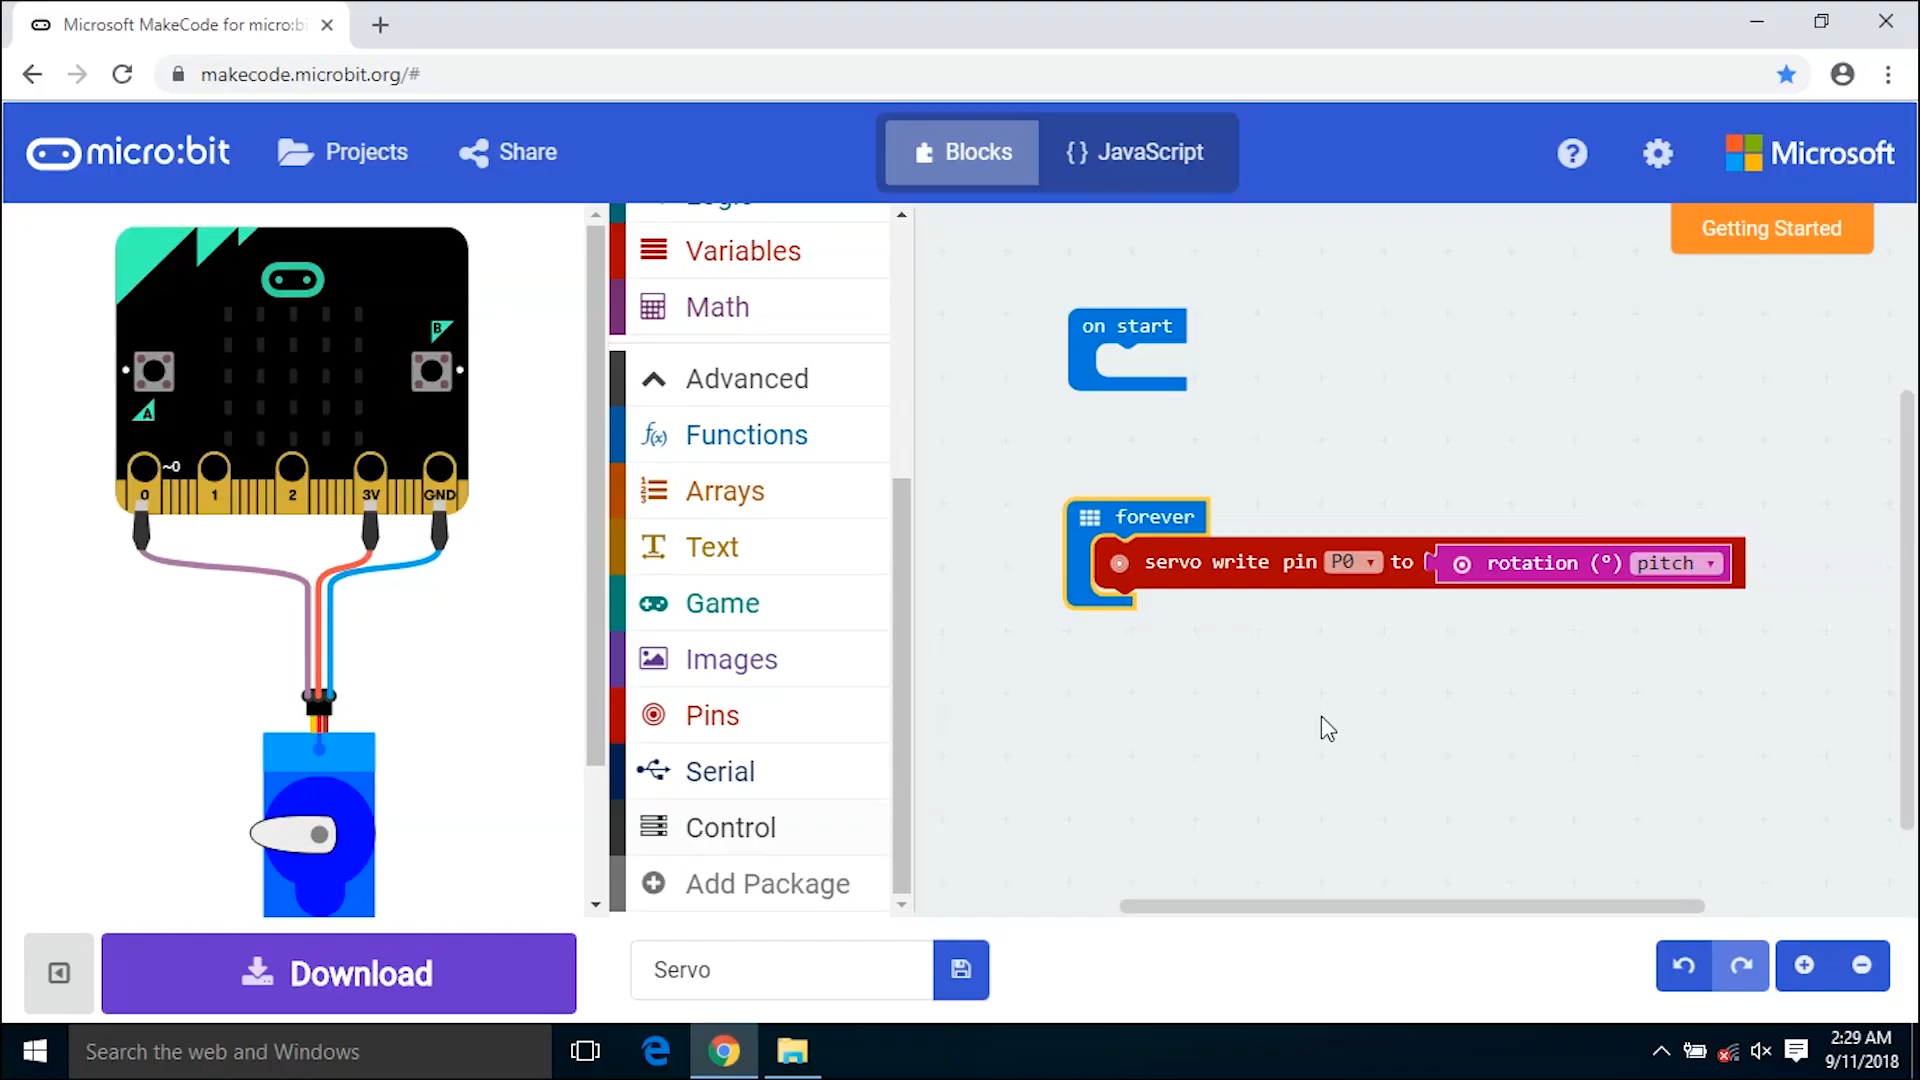 Microsoft MakeCode for micro:bi
makecode.microbit.org/#
micro:bit
Projects
Share
Blocks
{} JavaScript
?
Microsoft
Getting Started
Logic
Variables
Math
Advanced
f(x) Functions
Arrays
Text
Game
Images
Pins
Serial
Control
Add Package
on start
forever
servo write pin P0 to rotation (°) pitch
B
A
~0
0 1 2 3V GND
Download
Servo
Search the web and Windows
2:29 AM
9/11/2018